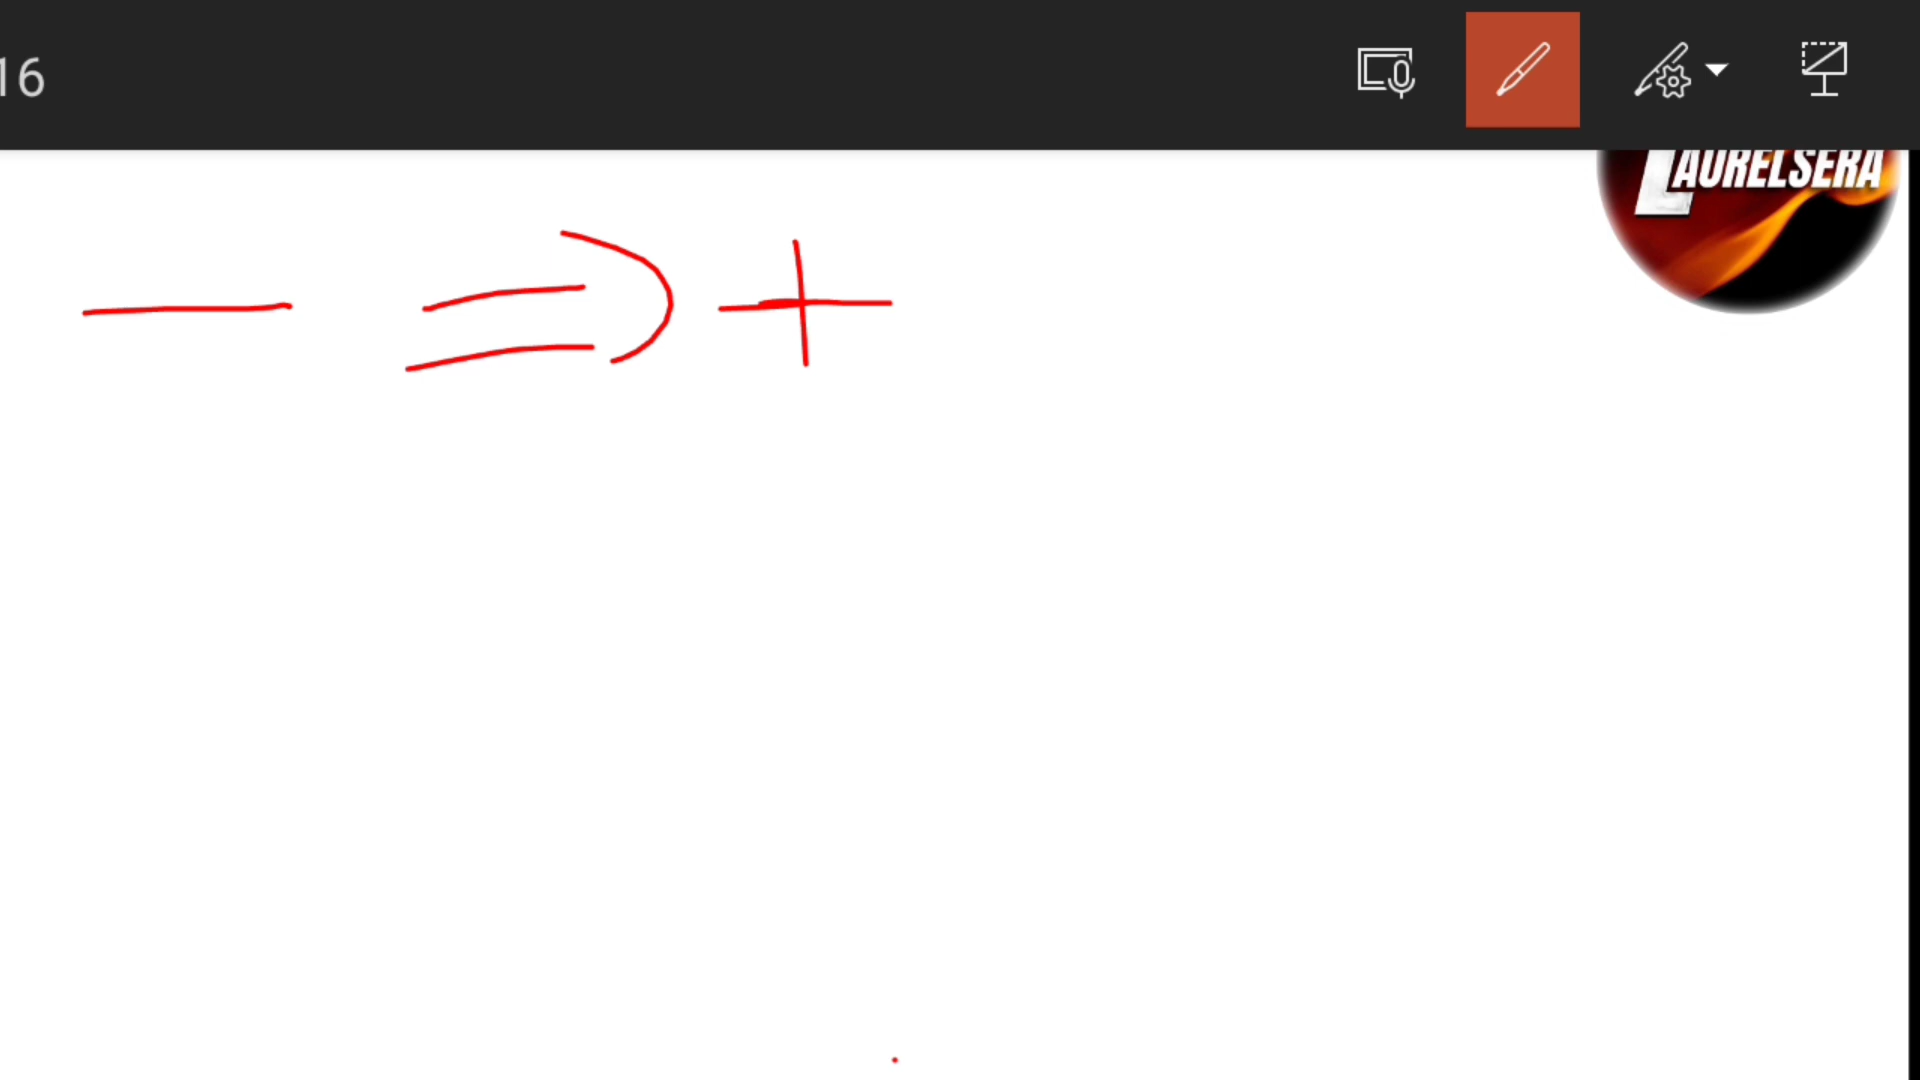 16
LAURELSERA
— ⇒ +